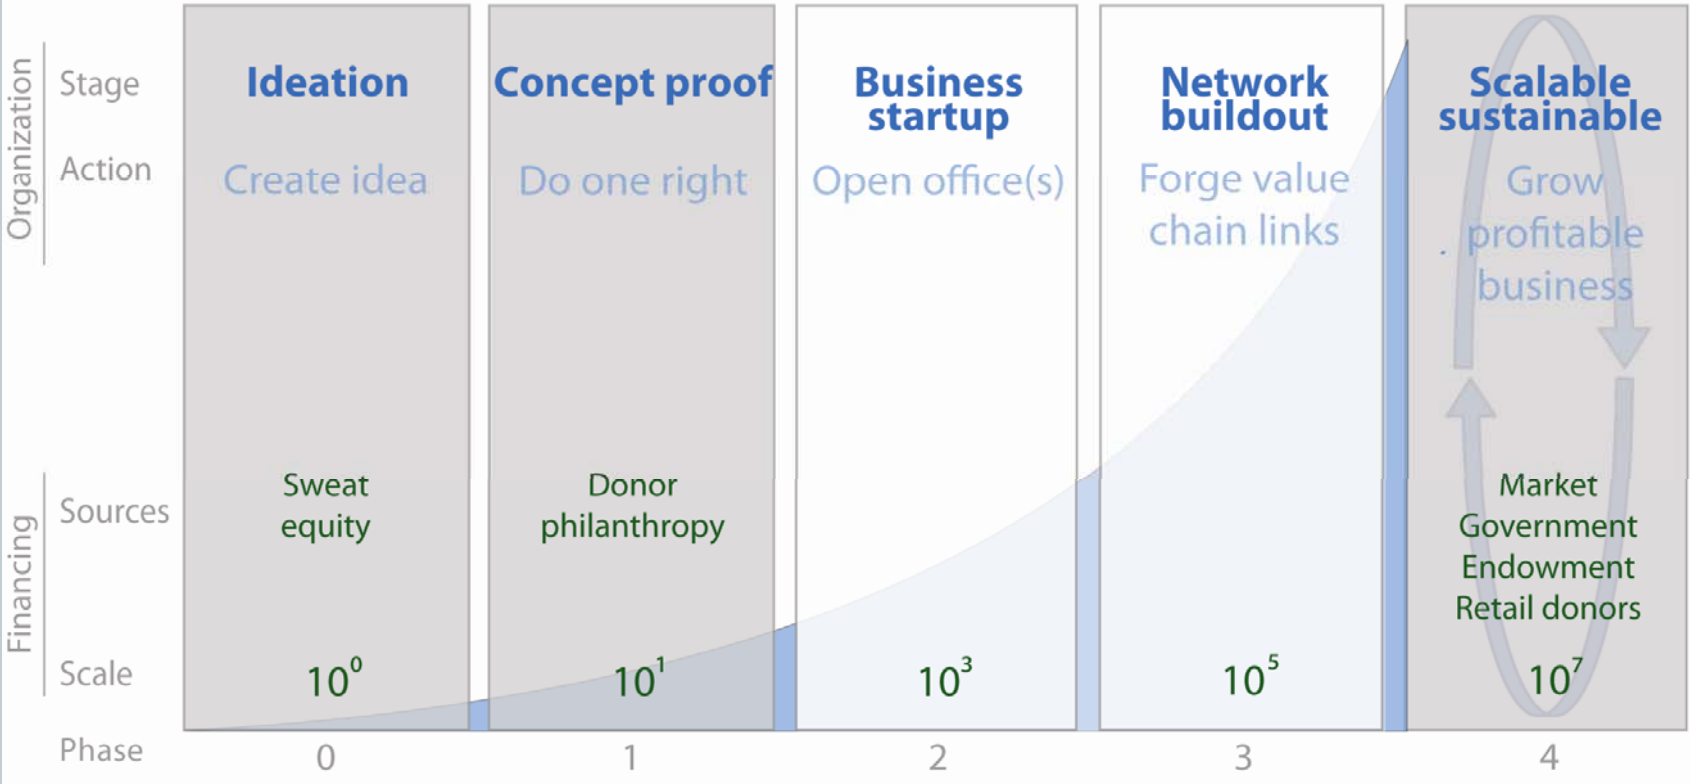 Organization
Stage
Ideation
Concept proof
Business
startup
Network
buildout
Scalable
sustainable
Action
Create idea
Do one right
Open office(s)
Forge value
chain links
Grow
profitable
business
Financing
Sources
Sweat
equity
Donor
philanthropy
Market
Government
Endowment
Retail donors
Scale
10⁰
10¹
10³
10⁵
10⁷
Phase
0
1
2
3
4